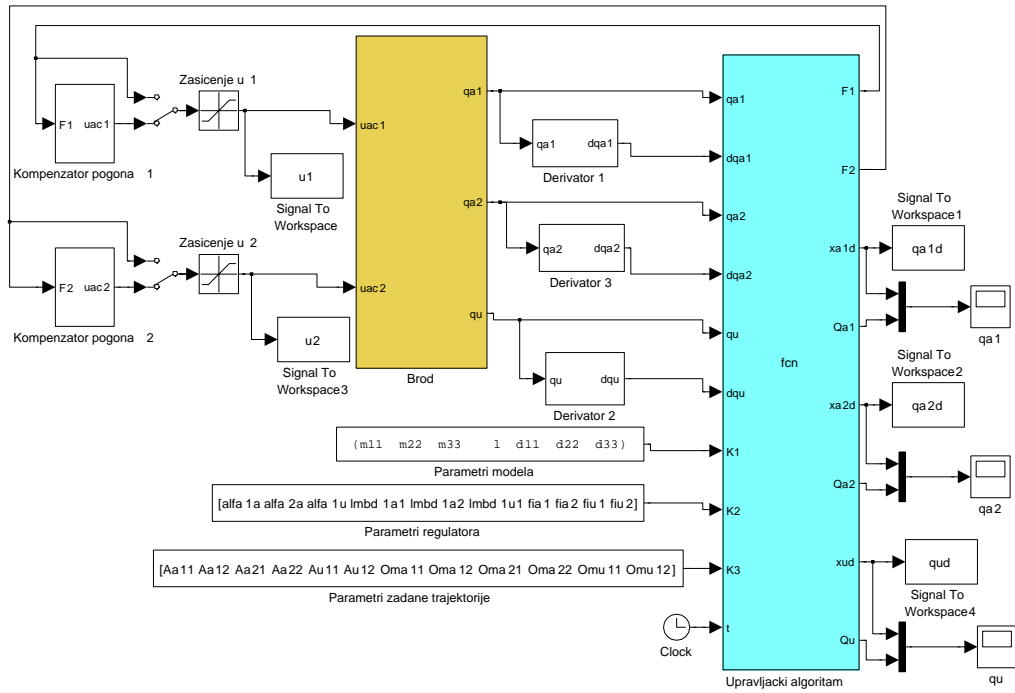 Zasicenje u 1
F1
uac1
Kompenzator pogona 1
u1
Signal To
Workspace
Zasicenje u 2
F2
uac2
Kompenzator pogona 2
u2
Signal To
Workspace3
uac1
uac2
qa1
qa2
qu
Brod
qa1
dqa1
Derivator 1
qa2
dqa2
Derivator 3
qu
dqu
Derivator 2
(m11 m22 m33 l d11 d22 d33)
Parametri modela
[alfa 1a alfa 2a alfa 1u lmbd 1a1 lmbd 1a2 lmbd 1u1 fia 1 fia 2 fiu 1 fiu 2]
Parametri regulatora
[Aa 11 Aa 12 Aa 21 Aa 22 Au 11 Au 12 Oma 11 Oma 12 Oma 21 Oma 22 Omu 11 Omu 12]
Parametri zadane trajektorije
Clock
qa1
dqa1
qa2
dqa2
qu
dqu
K1
K2
K3
t
fcn
F1
F2
xa1d
Qa1
xa2d
Qa2
xud
Qu
Upravljacki algoritam
Signal To
Workspace1
qa1d
qa1
Signal To
Workspace2
qa2d
qa2
qud
Signal To
Workspace4
qu